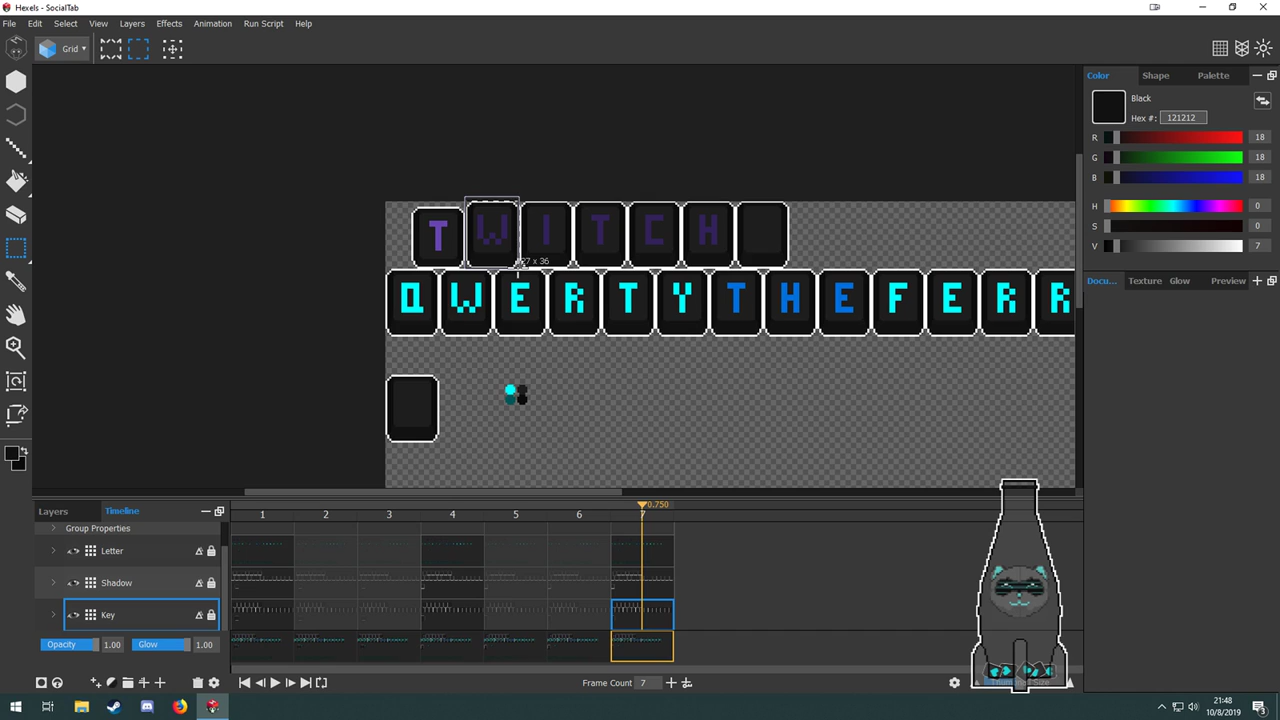 Hexels - SocialTab
File Edit Select View Layers Effects Animation Run Script Help
Grid
Color Shape Palette
Black
Hex #: 121212
R 18
G 18
B 18
H 0
S 0
V 7
Docu... Texture Glow Preview
T W I T C H
27 x 36
Q W E R T Y T H E F E R R
Layers Timeline
0.750
1 2 3 4 5 6 7
Group Properties
Letter
Shadow
Key
Opacity 1.00 Glow 1.00
Frame Count 7
Size
21:48
10/8/2019
3